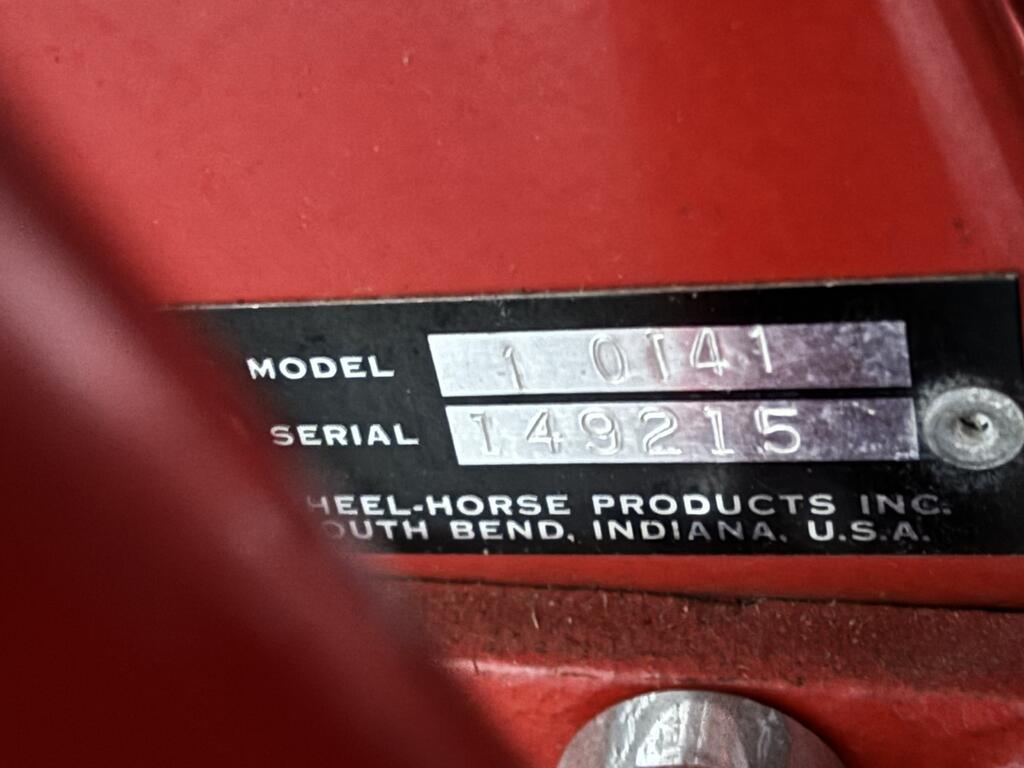 MODEL 1 0141
SERIAL 149215
HEEL-HORSE PRODUCTS INC.
OUTH BEND, INDIANA, U.S.A.